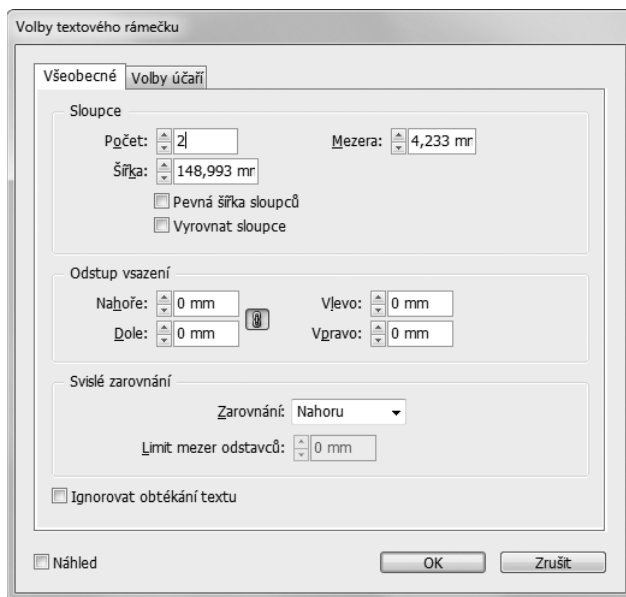 Volby textového rámečku
Všeobecné Volby účaří
Sloupce
Počet: 2 Mezera: 4,233 mr
Šířka: 148,993 mr
Pevná šířka sloupců
Vyrovnat sloupce
Odstup vsazení
Nahoře: 0 mm Vlevo: 0 mm
Dole: 0 mm Vpravo: 0 mm
Svislé zarovnání
Zarovnání: Nahoru
Limit mezer odstavců: 0 mm
Ignorovat obtékání textu
Náhled OK Zrušit